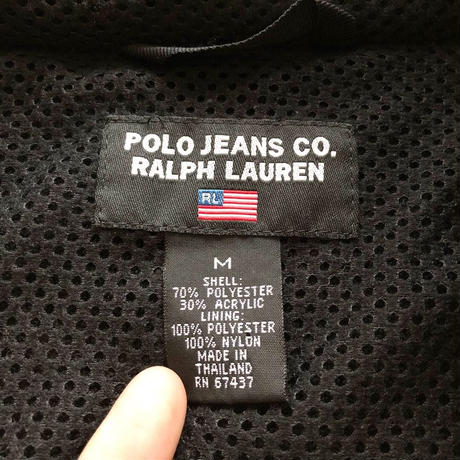 POLO JEANS CO.
RALPH LAUREN
RL
M
SHELL:
70% POLYESTER
30% ACRYLIC
LINING:
100% POLYESTER
100% NYLON
MADE IN
THAILAND
RN 67437